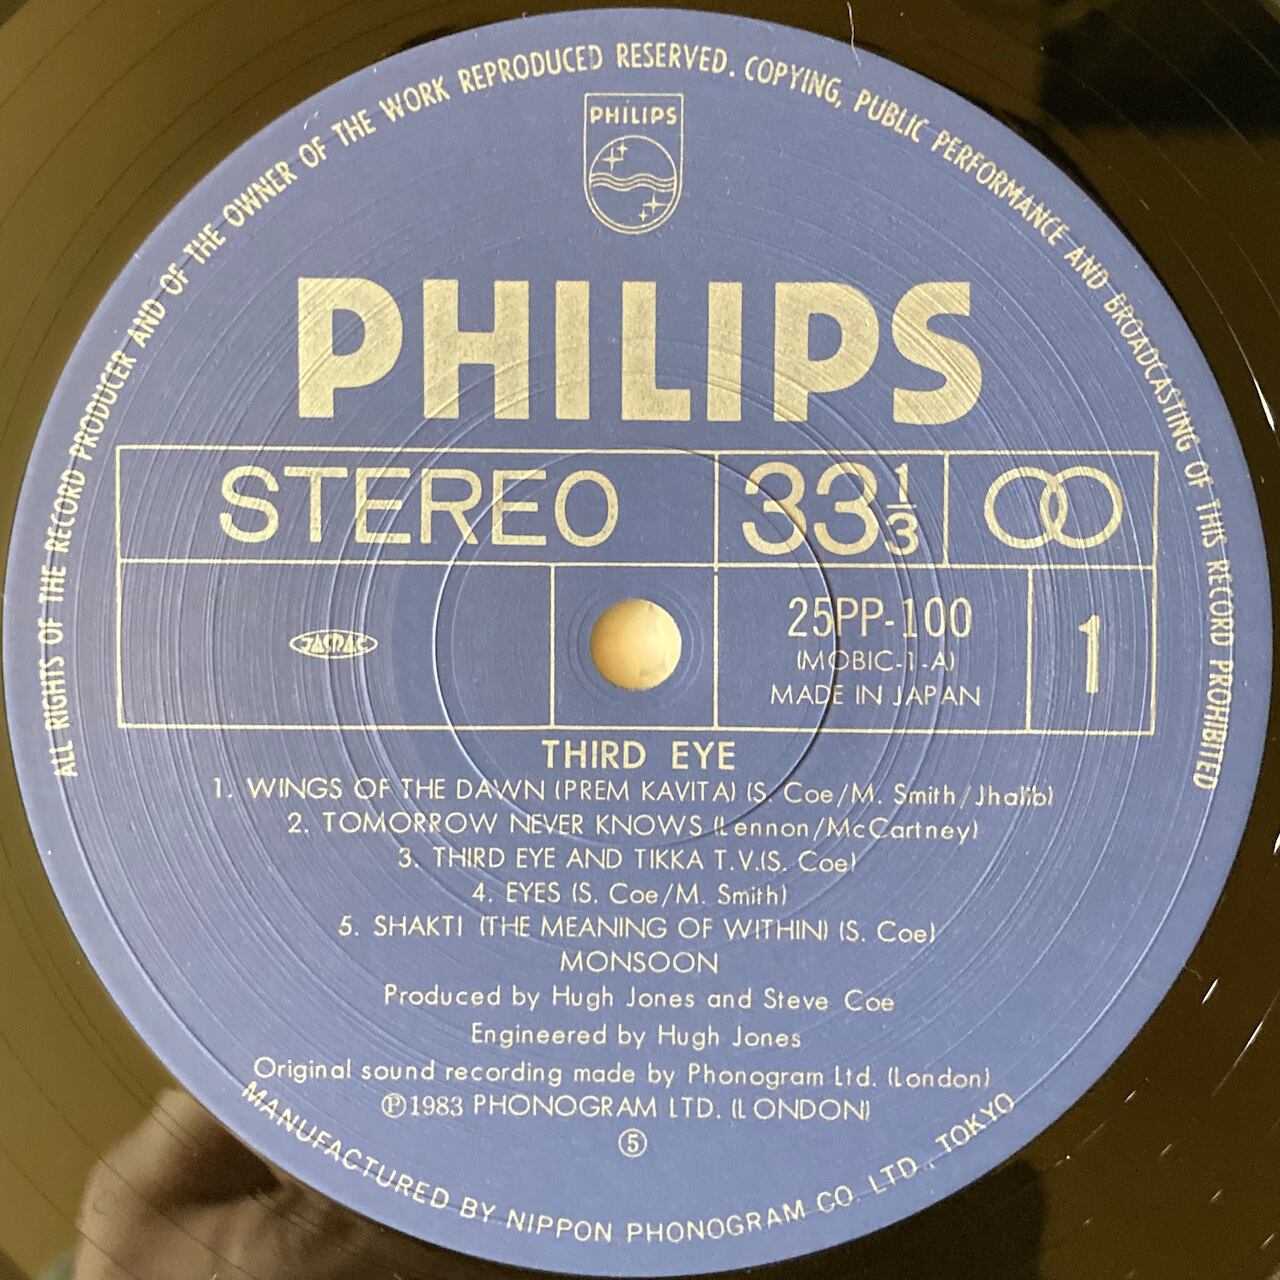 ALL RIGHTS OF THE RECORD PRODUCER AND OF THE OWNER OF THE WORK REPRODUCED RESERVED. COPYING, PUBLIC PERFORMANCE AND BROADCASTING OF THIS RECORD PROHIBITED
PHILIPS
PHILIPS
STEREO 33 1/3
JASRAC
25PP-100
(MOBIC-1-A)
MADE IN JAPAN
1
THIRD EYE
1. WINGS OF THE DAWN (PREM KAVITA) (S. Coe/M. Smith/Jhalib)
2. TOMORROW NEVER KNOWS (Lennon/McCartney)
3. THIRD EYE AND TIKKA T.V.(S. Coe)
4. EYES (S. Coe/M. Smith)
5. SHAKTI (THE MEANING OF WITHIN) (S. Coe)
MONSOON
Produced by Hugh Jones and Steve Coe
Engineered by Hugh Jones
Original sound recording made by Phonogram Ltd. (London)
℗1983 PHONOGRAM LTD. (LONDON)
⑤
MANUFACTURED BY NIPPON PHONOGRAM CO. LTD., TOKYO